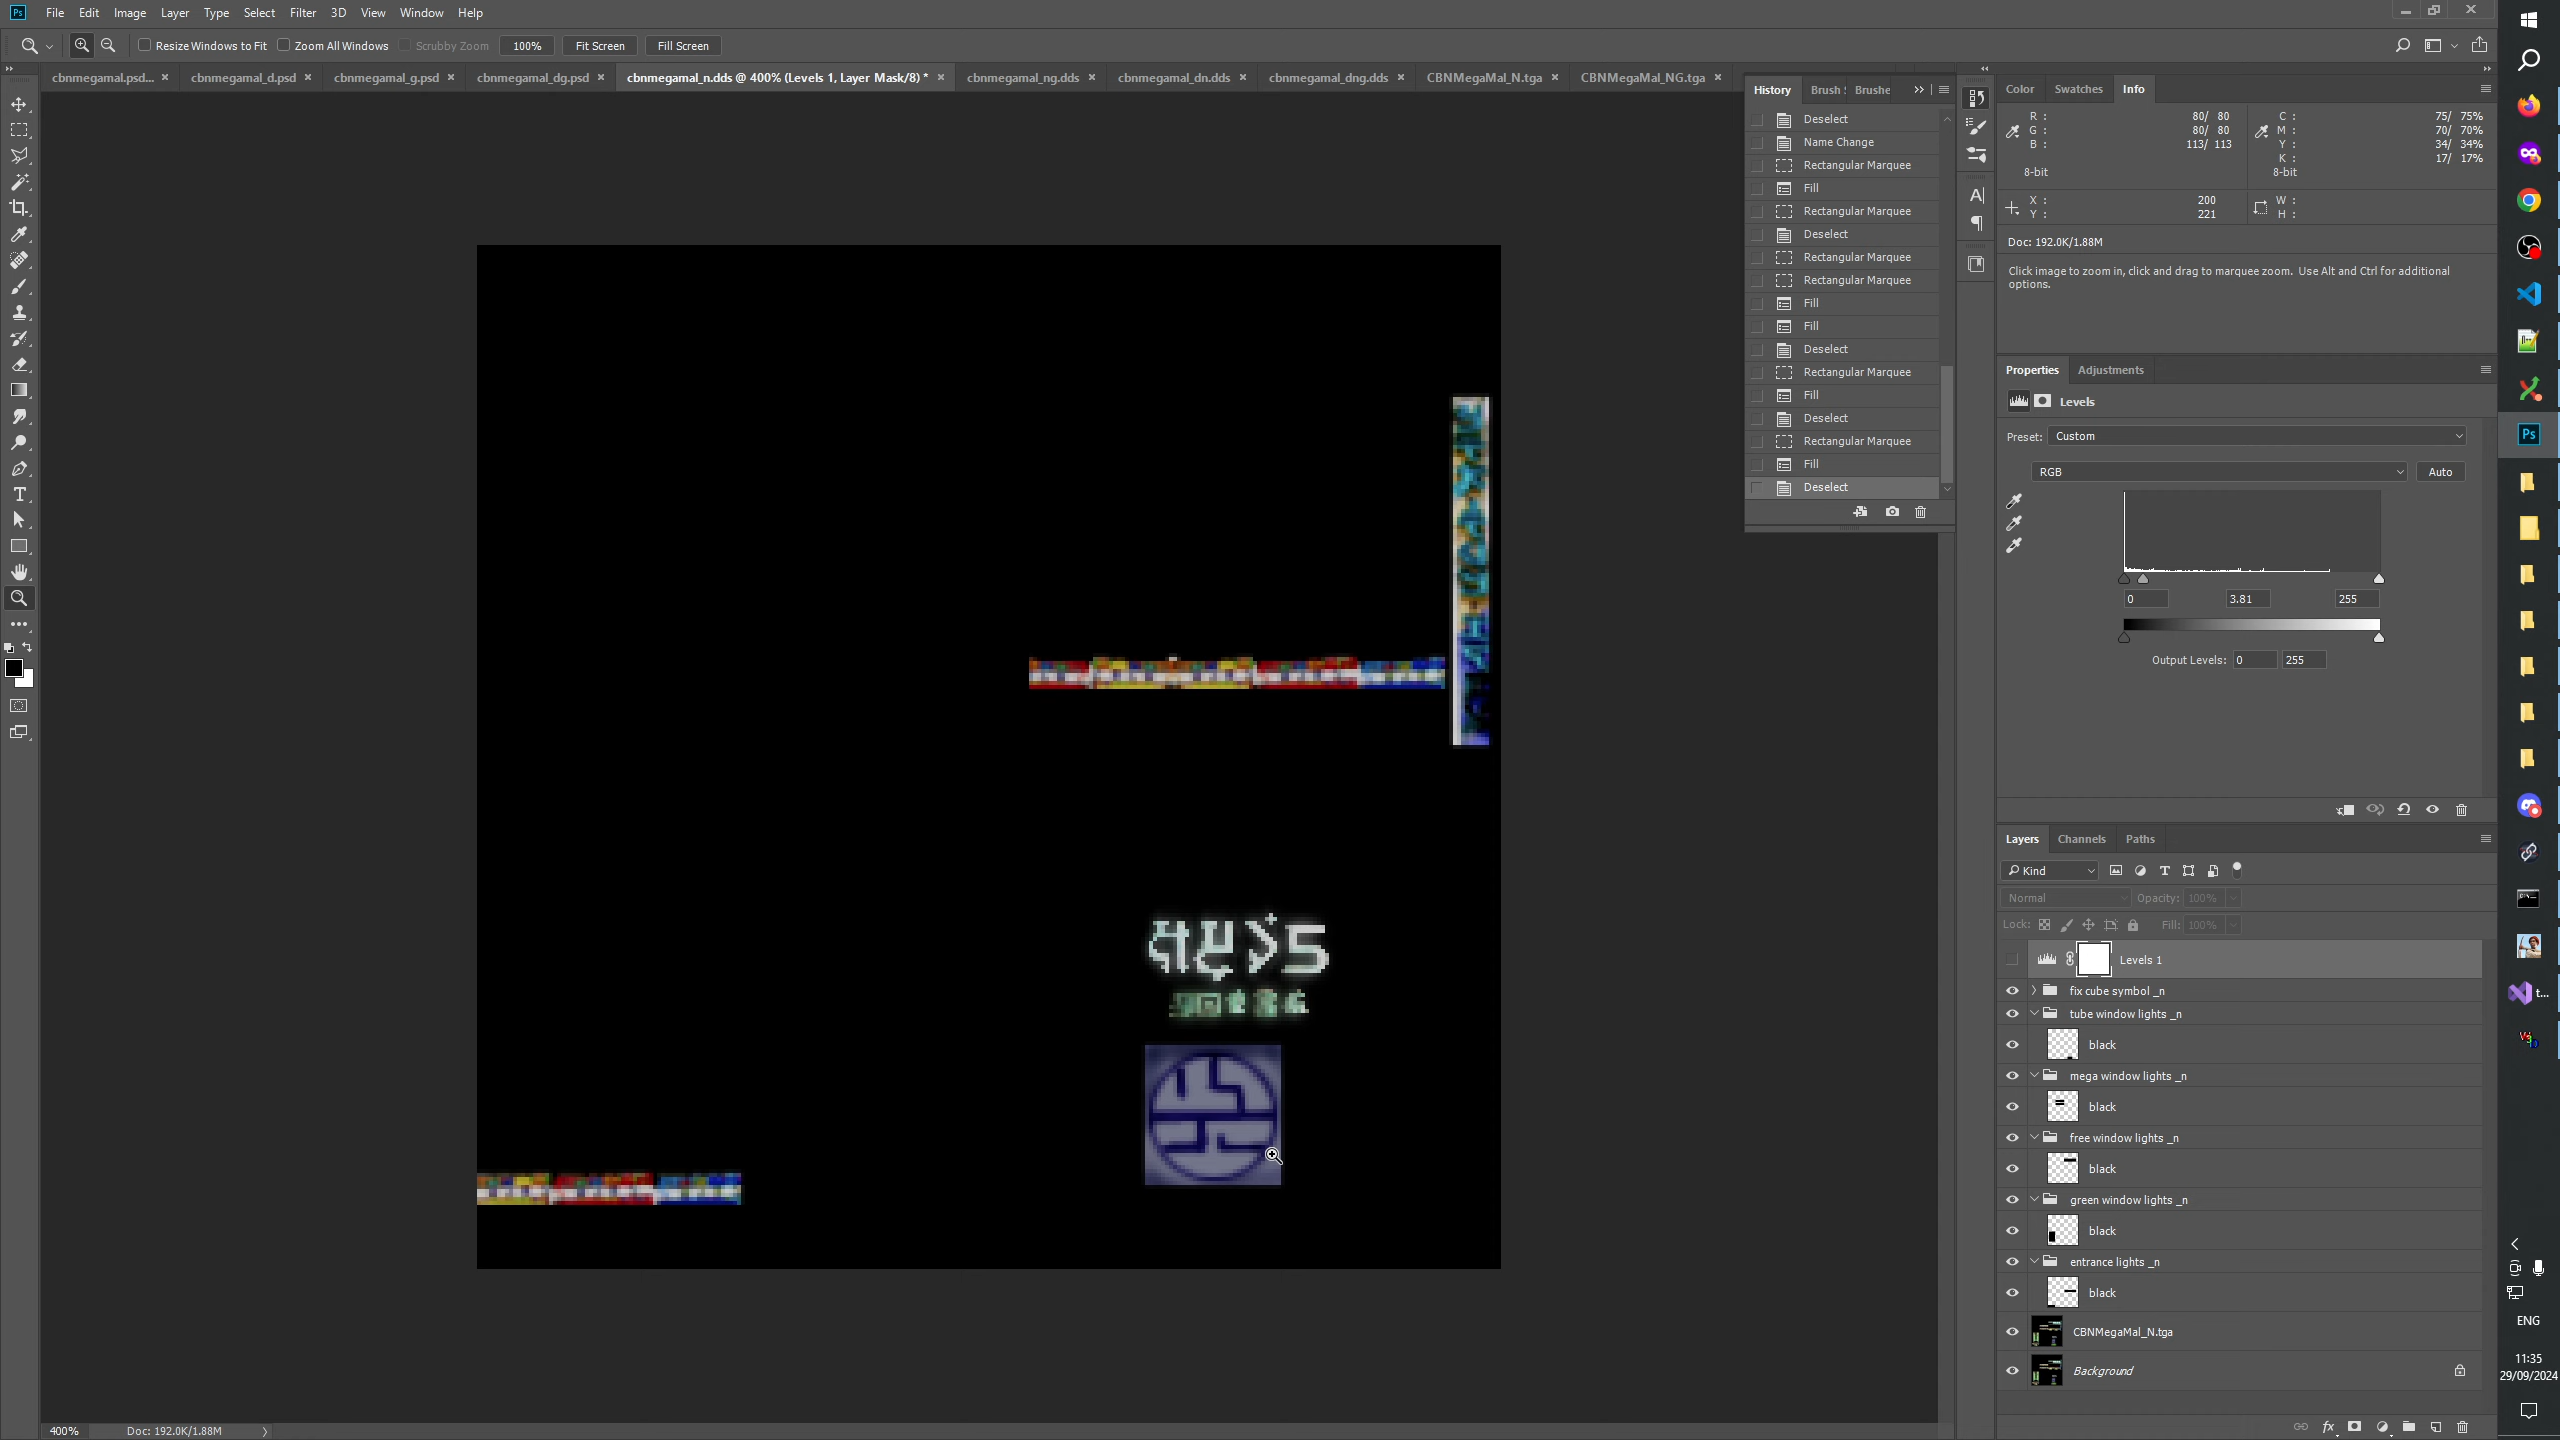 File Edit Image Layer Type Select Filter 3D View Window Help
Resize Windows to Fit Zoom All Windows Scrubby Zoom 100% Fit Screen Fill Screen
cbnmegamal.psd... × cbnmegamal_d.psd × cbnmegamal_g.psd × cbnmegamal_dg.psd × cbnmegamal_n.dds @ 400% (Levels 1, Layer Mask/8) * × cbnmegamal_ng.dds × cbnmegamal_dn.dds × cbnmegamal_dng.dds × CBNMegaMal_N.tga × CBNMegaMal_NG.tga ×
History Brush Brushe
Deselect
Name Change
Rectangular Marquee
Fill
Rectangular Marquee
Deselect
Rectangular Marquee
Rectangular Marquee
Fill
Fill
Deselect
Rectangular Marquee
Fill
Deselect
Rectangular Marquee
Fill
Deselect
Color Swatches Info
R : 80/ 80 C : 75/ 75%
G : 80/ 80 M : 70/ 70%
B : 113/ 113 Y : 34/ 34%
K : 17/ 17%
8-bit 8-bit
X : 200 W :
Y : 221 H :
Doc: 192.0K/1.88M
Click image to zoom in, click and drag to marquee zoom. Use Alt and Ctrl for additional
options.
Properties Adjustments
Levels
Preset: Custom
RGB Auto
0 3.81 255
Output Levels: 0 255
Layers Channels Paths
Kind
Normal Opacity: 100%
Lock: Fill: 100%
Levels 1
fix cube symbol _n
tube window lights _n
black
mega window lights _n
black
free window lights _n
black
green window lights _n
black
entrance lights _n
black
CBNMegaMal_N.tga
Background
400% Doc: 192.0K/1.88M
Ps
t...
ENG
11:35
29/09/2024